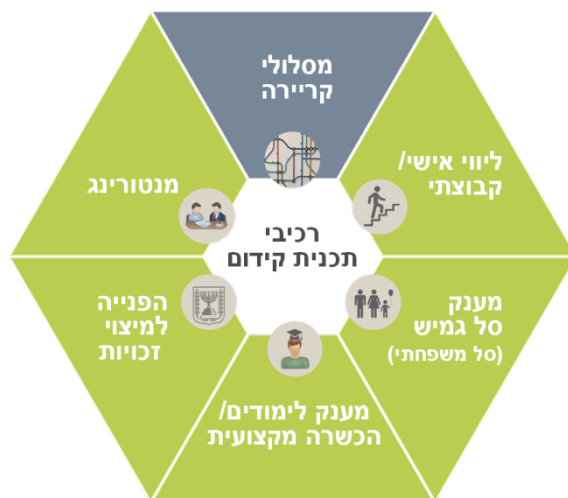 מסלולי
קריירה
ליווי אישי/
קבוצתי
מענק
סל גמיש
(סל משפחתי)
מענק לימודים/
הכשרה מקצועית
הפנייה
למיצוי
זכויות
מנטורינג
רכיבי
תכנית קידום